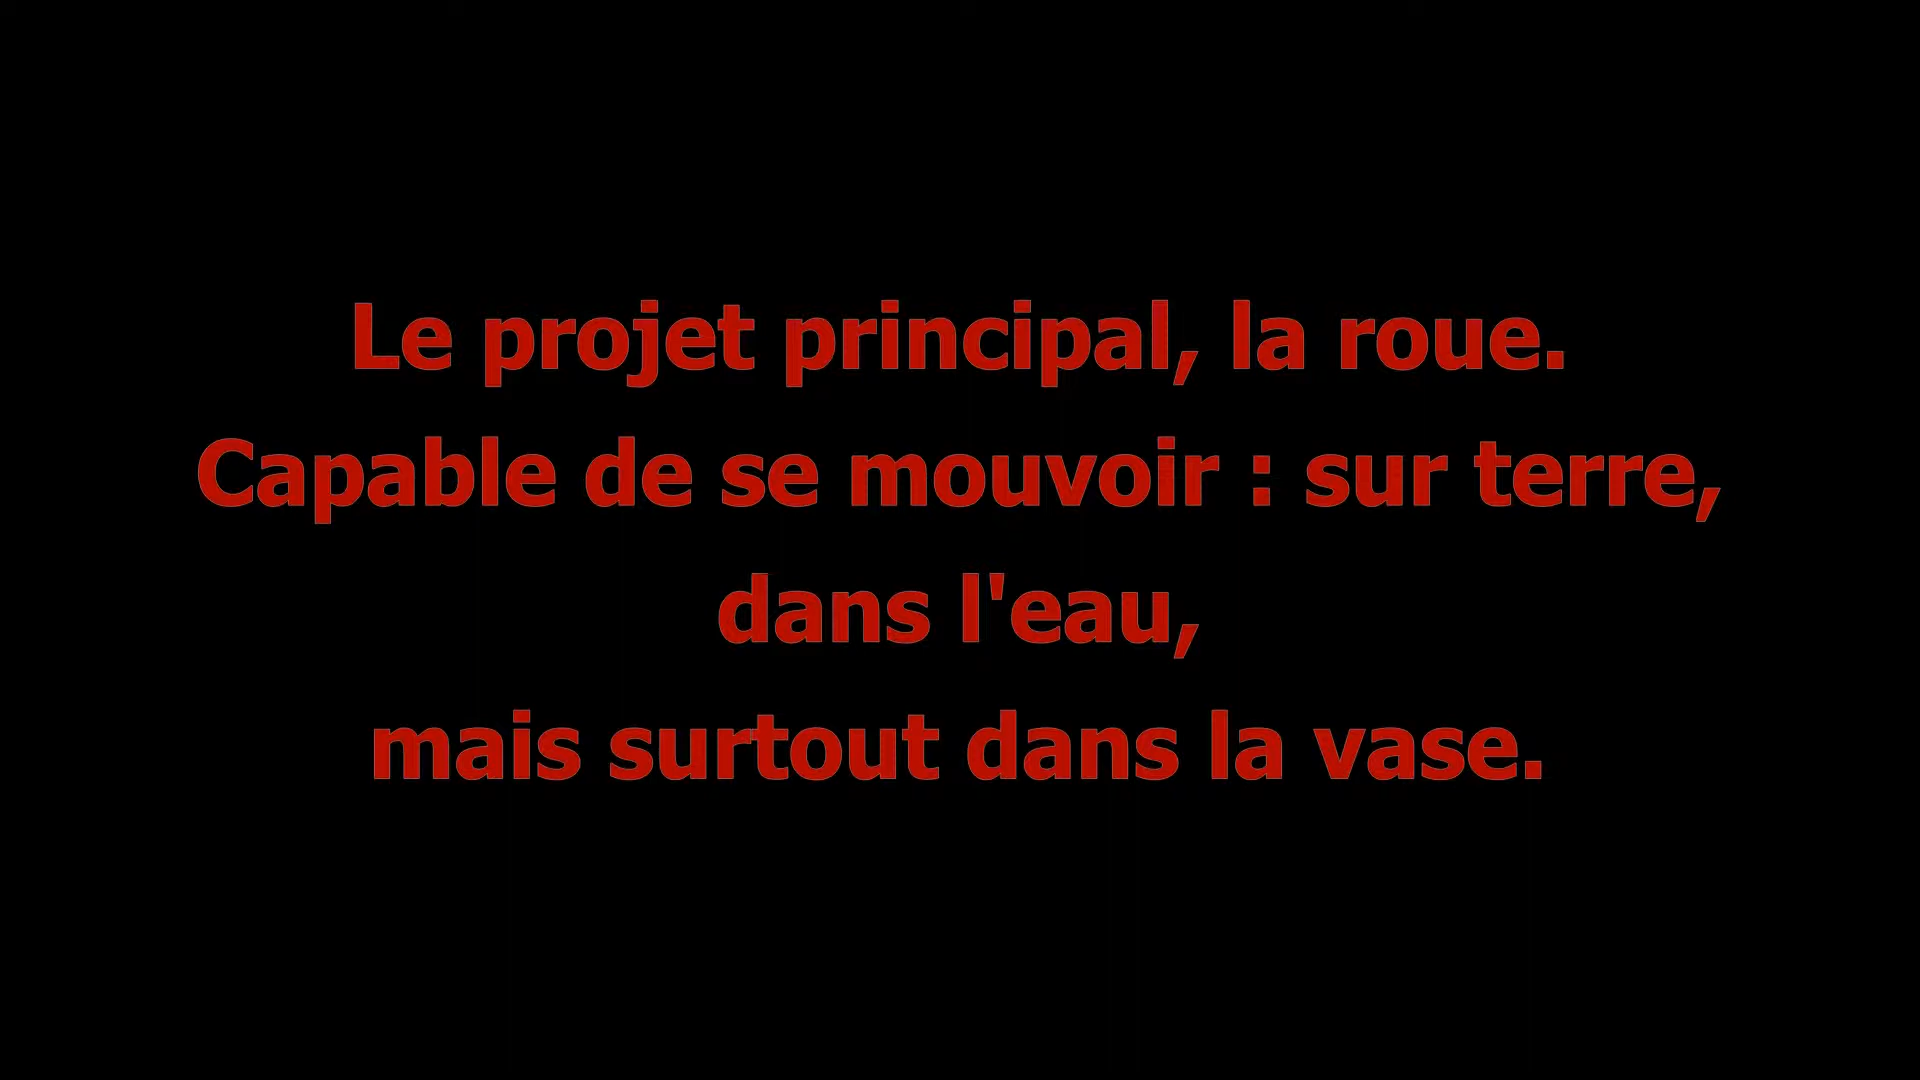 Le projet principal, la roue.
Capable de se mouvoir : sur terre,
dans l'eau,
mais surtout dans la vase.